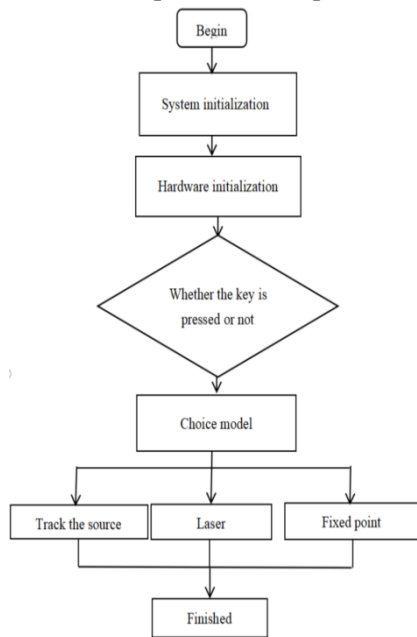 Begin
System initialization
Hardware initialization
Whether the key is
pressed or not
Choice model
Track the source
Laser
Fixed point
Finished